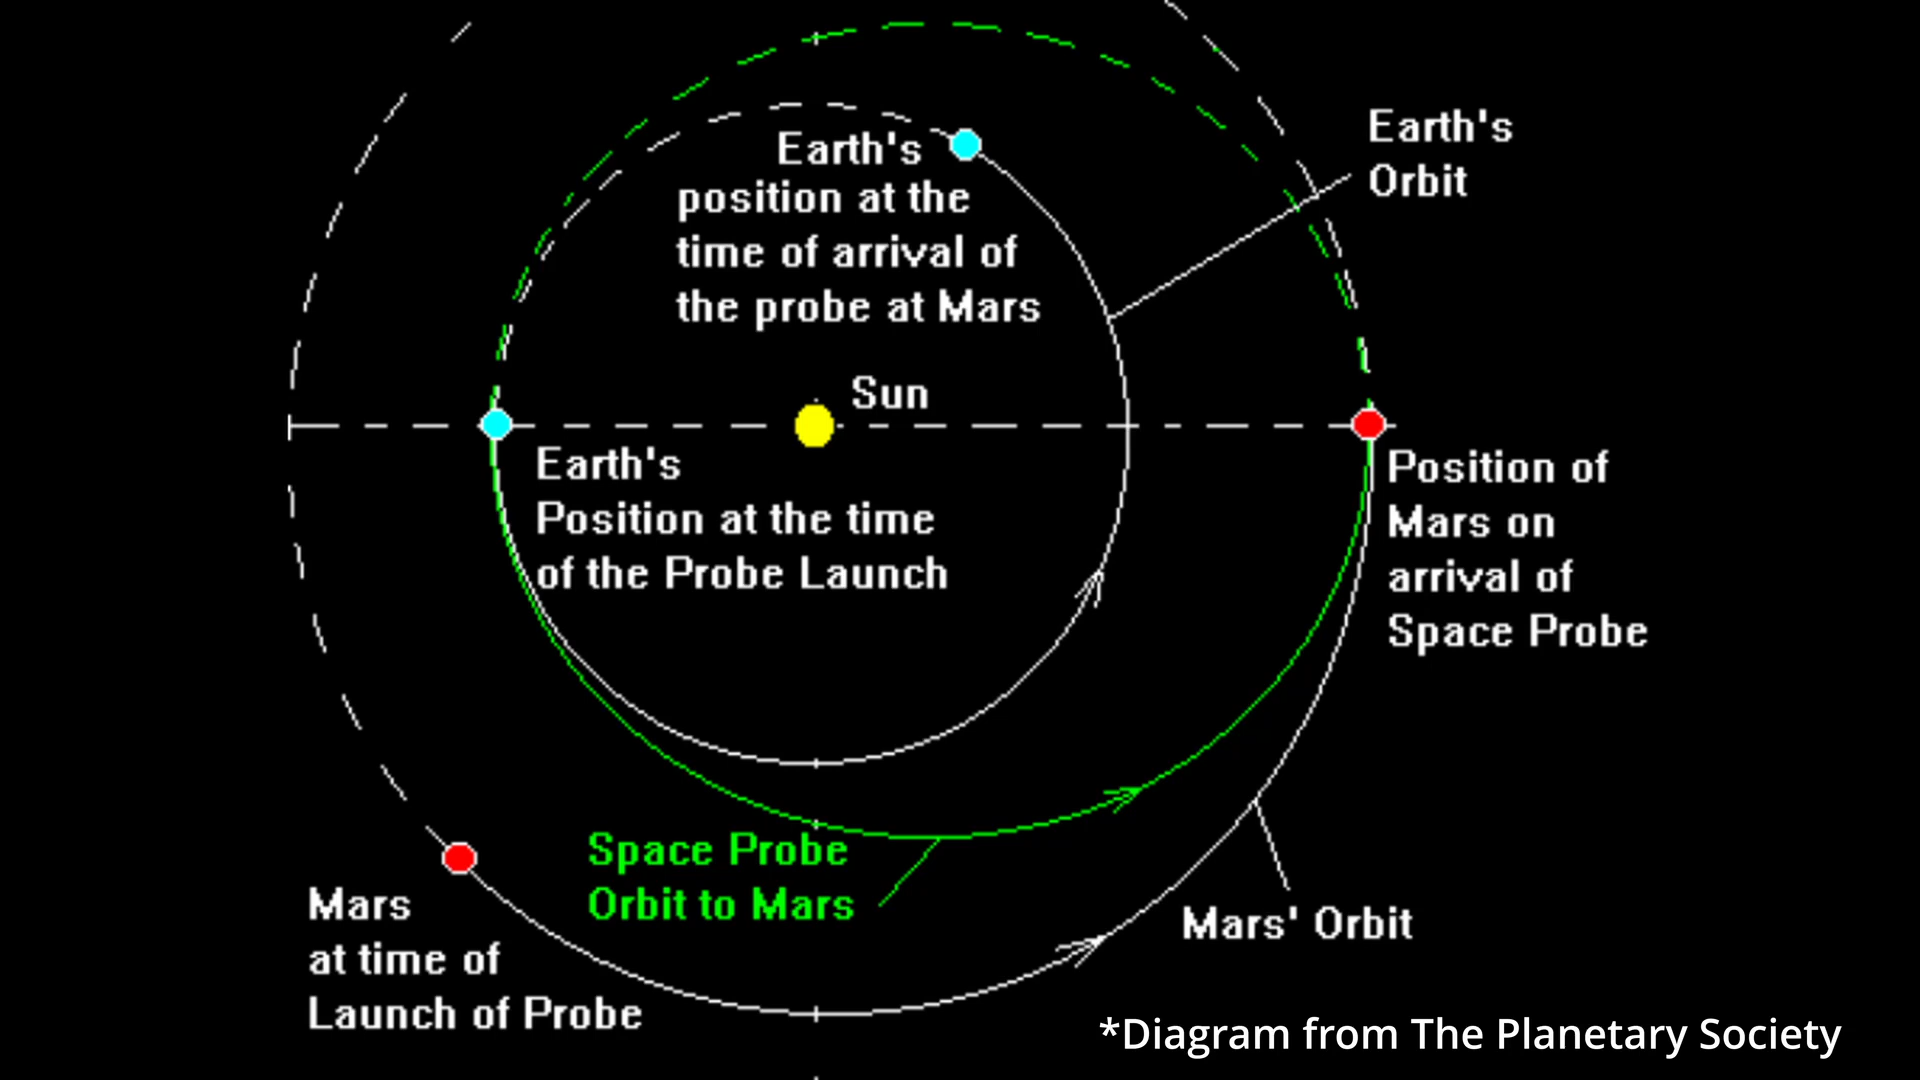 Earth's
position at the
time of arrival of
the probe at Mars
Earth's
Orbit
Sun
Earth's
Position at the time
of the Probe Launch
Position of
Mars on
arrival of
Space Probe
Space Probe
Orbit to Mars
Mars
at time of
Launch of Probe
Mars' Orbit
*Diagram from The Planetary Society